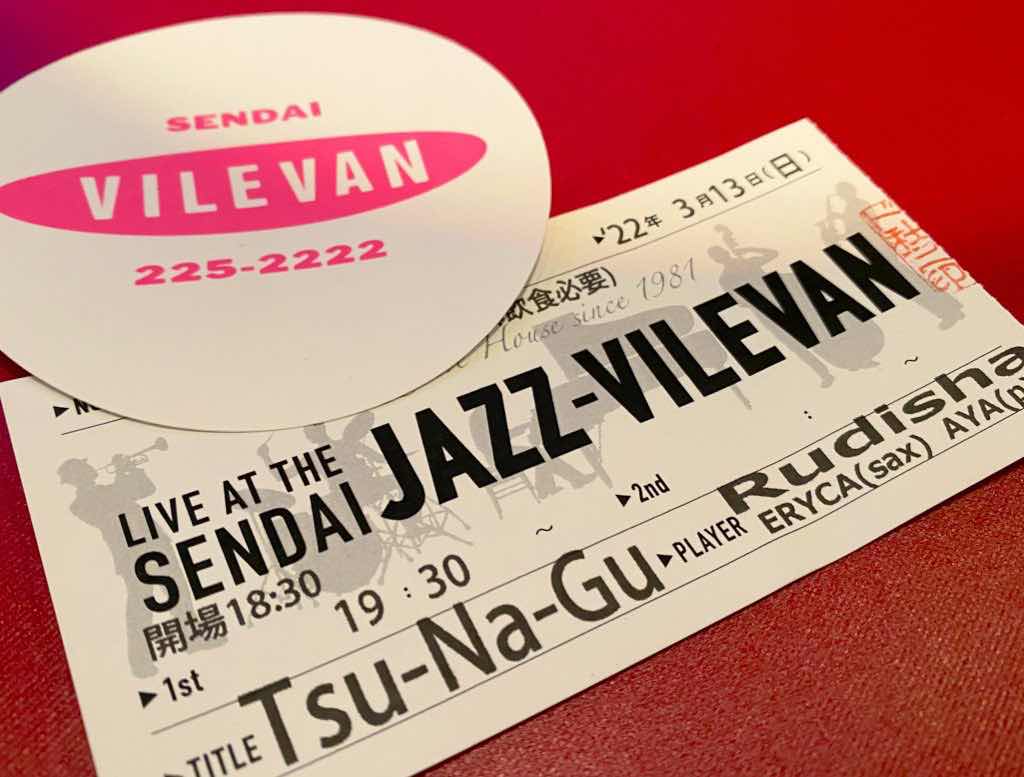 SENDAI
VILEVAN
225-2222
'22年 3月13日(日)
飲食必要)
House since 1981
LIVE AT THE
SENDAI JAZZ-VILEVAN
開場18:30
▶1st 19:30 ~ ▶2nd : ~
▶TITLE Tsu-Na-Gu ▶PLAYER Rudisha
ERYCA(sax) AYA(p